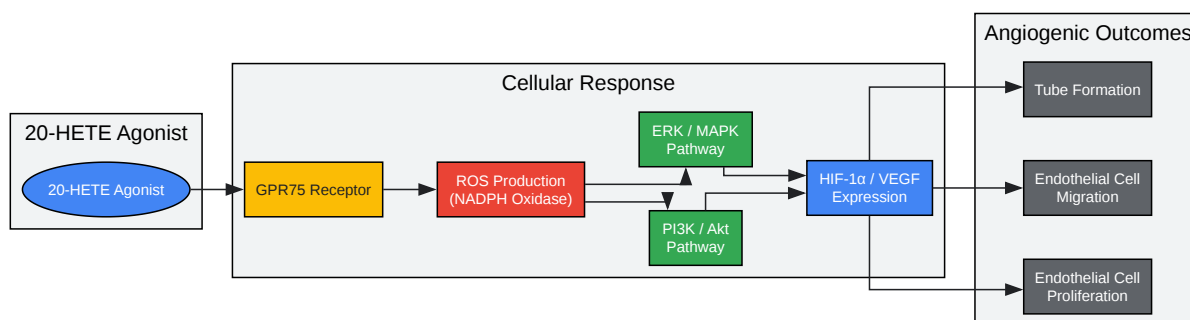 20-HETE Agonist
20-HETE Agonist
Cellular Response
GPR75 Receptor
ROS Production
(NADPH Oxidase)
ERK / MAPK
Pathway
PI3K / Akt
Pathway
HIF-1α / VEGF
Expression
Angiogenic Outcomes
Tube Formation
Endothelial Cell
Migration
Endothelial Cell
Proliferation